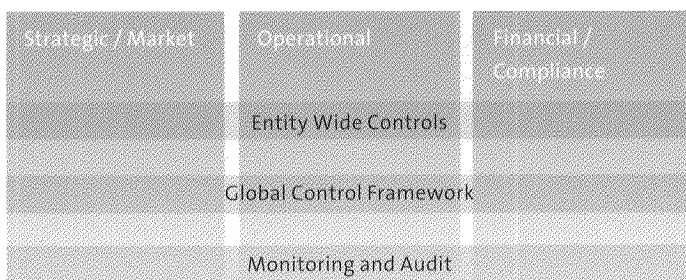 Strategic / Market
Operational
Financial /
Compliance
Entity Wide Controls
Global Control Framework
Monitoring and Audit